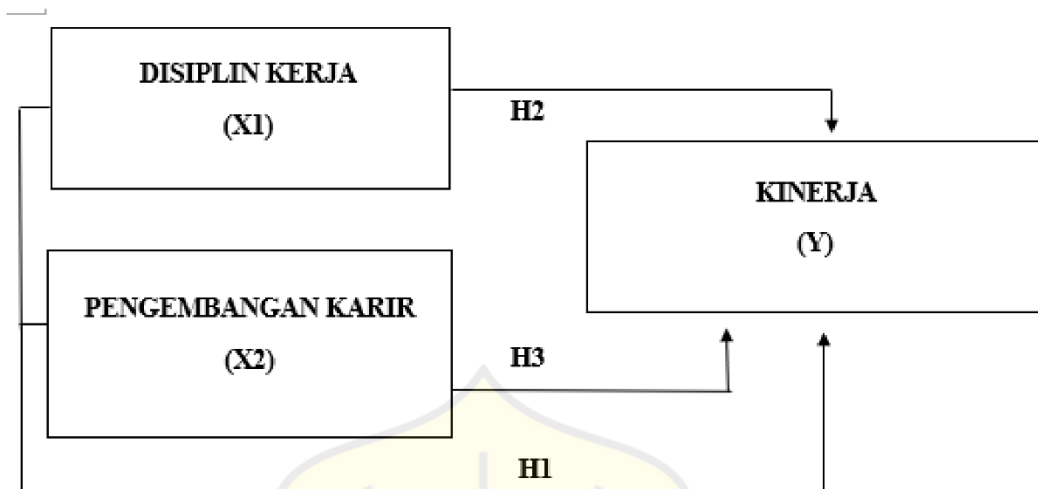 DISIPLIN KERJA
(X1)
H2
KINERJA
(Y)
PENGEMBANGAN KARIR
(X2)
H3
H1